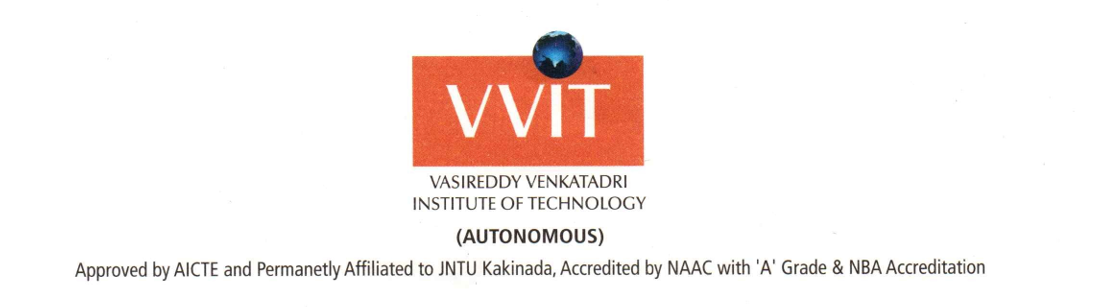 VVIT
VASIREDDY VENKATADRI
INSTITUTE OF TECHNOLOGY
(AUTONOMOUS)
Approved by AICTE and Permanetly Affiliated to JNTU Kakinada, Accredited by NAAC with 'A' Grade & NBA Accreditation